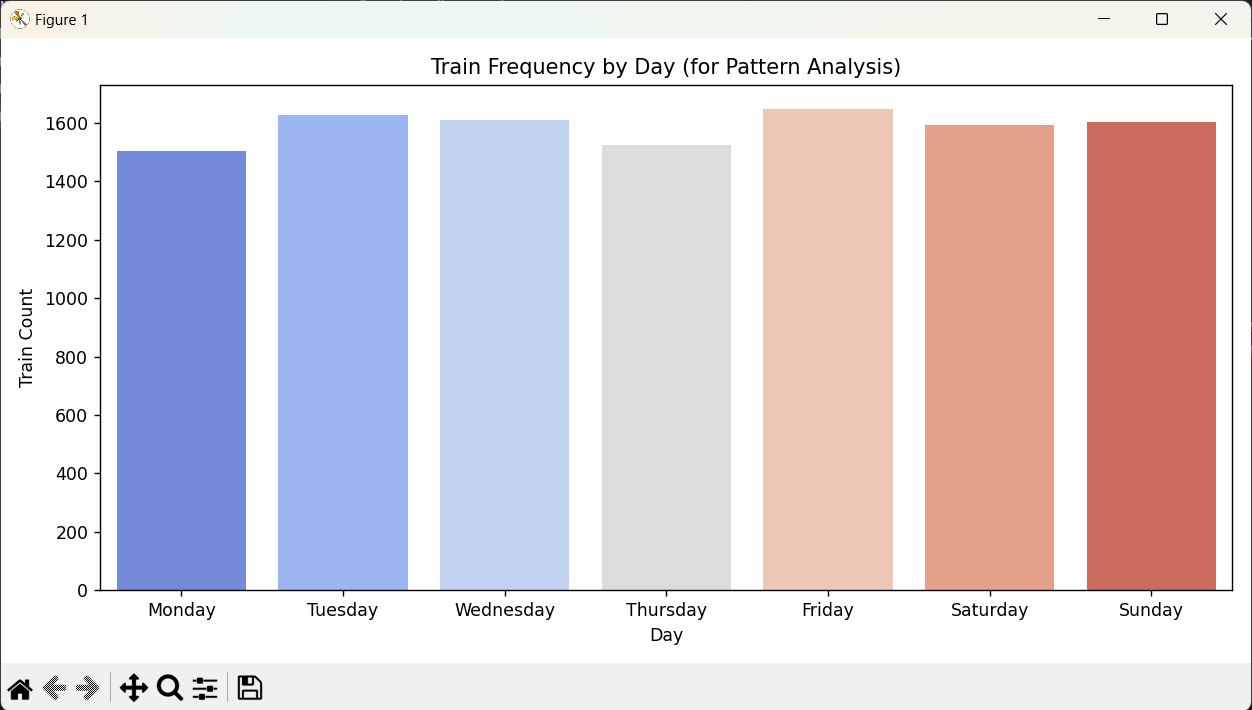 Figure 1
Train Frequency by Day (for Pattern Analysis)
1600
1400
1200
1000
800
600
400
200
0
Train Count
Monday Tuesday Wednesday Thursday Friday Saturday Sunday
Day